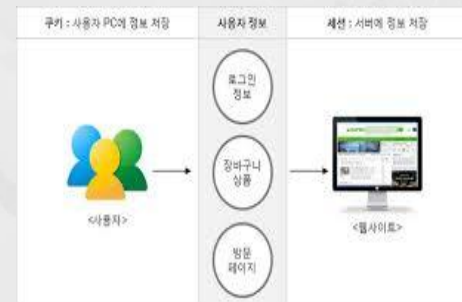 쿠키 : 사용자 PC에 정보 저장
사용자 정보
세션 : 서버에 정보 저장
로그인
정보
장바구니
상품
방문
페이지
<사용자>
<웹사이트>